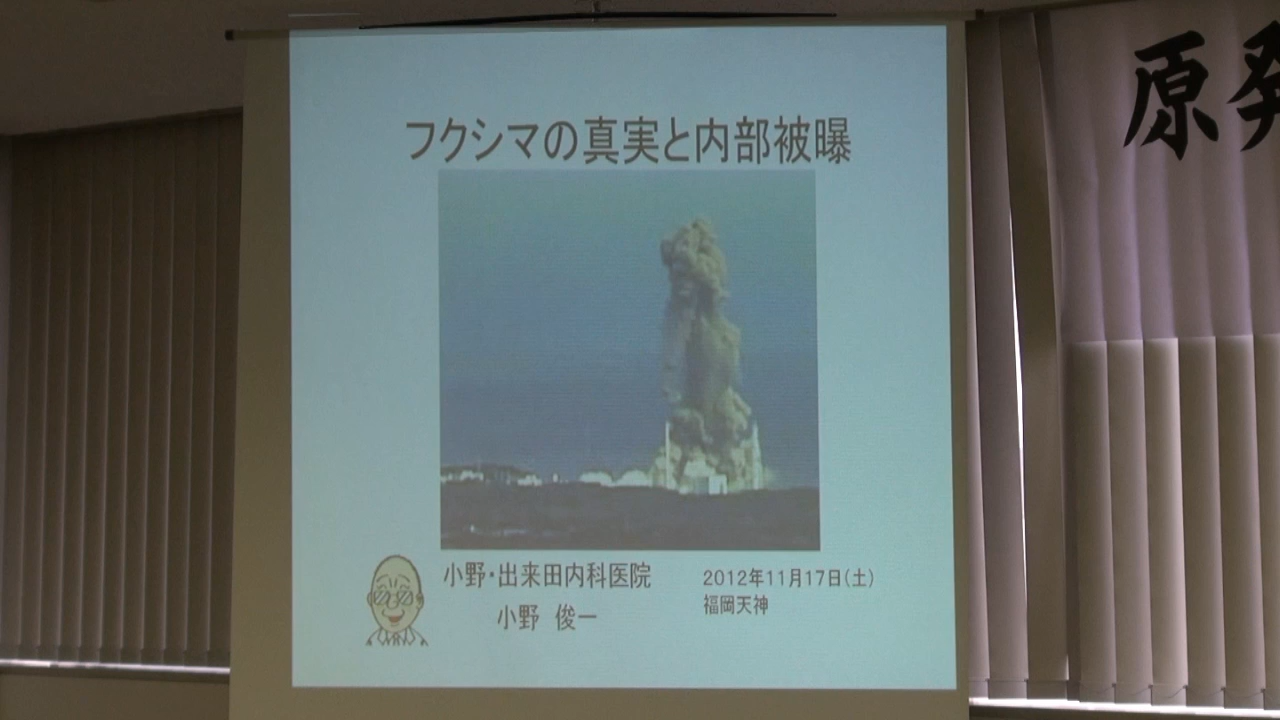 フクシマの真実と内部被曝
小野・出来田内科医院
小野 俊一
2012年11月17日(土)
福岡天神
原発